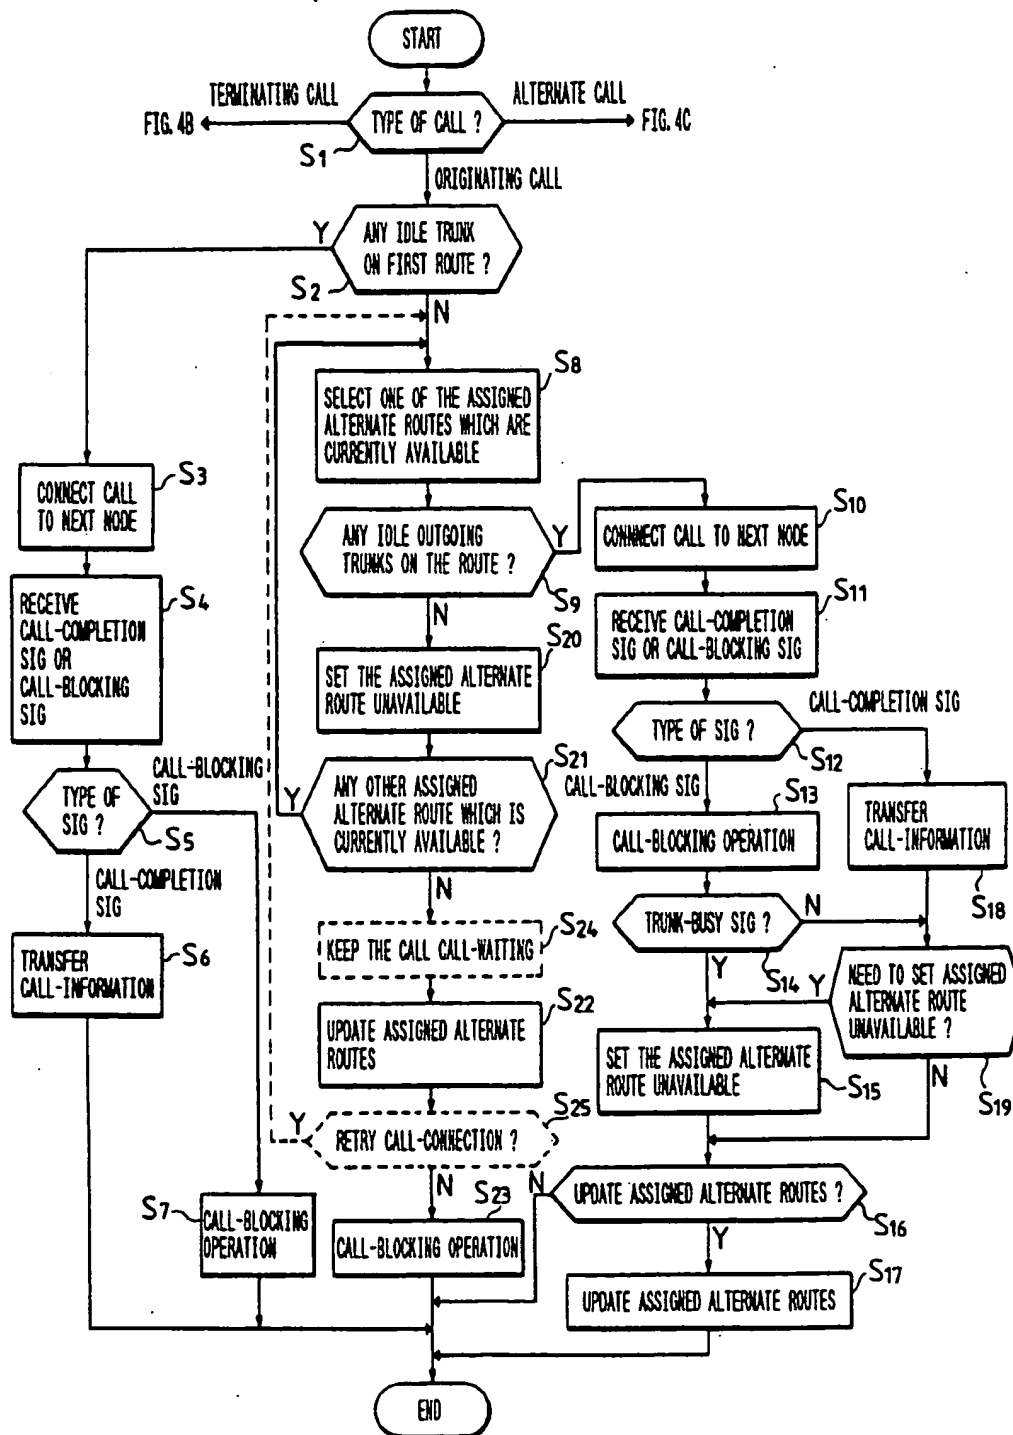 START
TERMINATING CALL
ALTERNATE CALL
FIG. 4B
TYPE OF CALL ?
FIG. 4C
S1
ORIGINATING CALL
Y
ANY IDLE TRUNK
ON FIRST ROUTE ?
S2
N
S8
SELECT ONE OF THE ASSIGNED
ALTERNATE ROUTES WHICH ARE
CURRENTLY AVAILABLE
S3
CONNECT CALL
TO NEXT NODE
ANY IDLE OUTGOING
TRUNKS ON THE ROUTE ?
Y
S9
N
S10
CONNNECT CALL TO NEXT NODE
S4
RECEIVE
CALL-COMPLETION
SIG OR
CALL-BLOCKING
SIG
S11
RECEIVE CALL-COMPLETION
SIG OR CALL-BLOCKING SIG
S20
SET THE ASSIGNED ALTERNATE
ROUTE UNAVAILABLE
CALL-COMPLETION SIG
TYPE OF SIG ?
S12
CALL-BLOCKING SIG
S21
ANY OTHER ASSIGNED
ALTERNATE ROUTE WHICH IS
CURRENTLY AVAILABLE ?
Y
N
CALL-BLOCKING
SIG
TYPE OF
SIG ?
S5
CALL-COMPLETION
SIG
S13
CALL-BLOCKING OPERATION
TRANSFER
CALL-INFORMATION
S18
TRUNK-BUSY SIG ?
N
S14
Y
S24
KEEP THE CALL CALL-WAITING
S6
TRANSFER
CALL-INFORMATION
NEED TO SET ASSIGNED
ALTERNATE ROUTE
UNAVAILABLE ?
Y
N
S19
S22
UPDATE ASSIGNED ALTERNATE
ROUTES
SET THE ASSIGNED ALTERNATE
ROUTE UNAVAILABLE
S15
S25
Y
RETRY CALL-CONNECTION ?
N
N
UPDATE ASSIGNED ALTERNATE ROUTES ?
S16
Y
S7
CALL-BLOCKING
OPERATION
S23
CALL-BLOCKING OPERATION
S17
UPDATE ASSIGNED ALTERNATE ROUTES
END